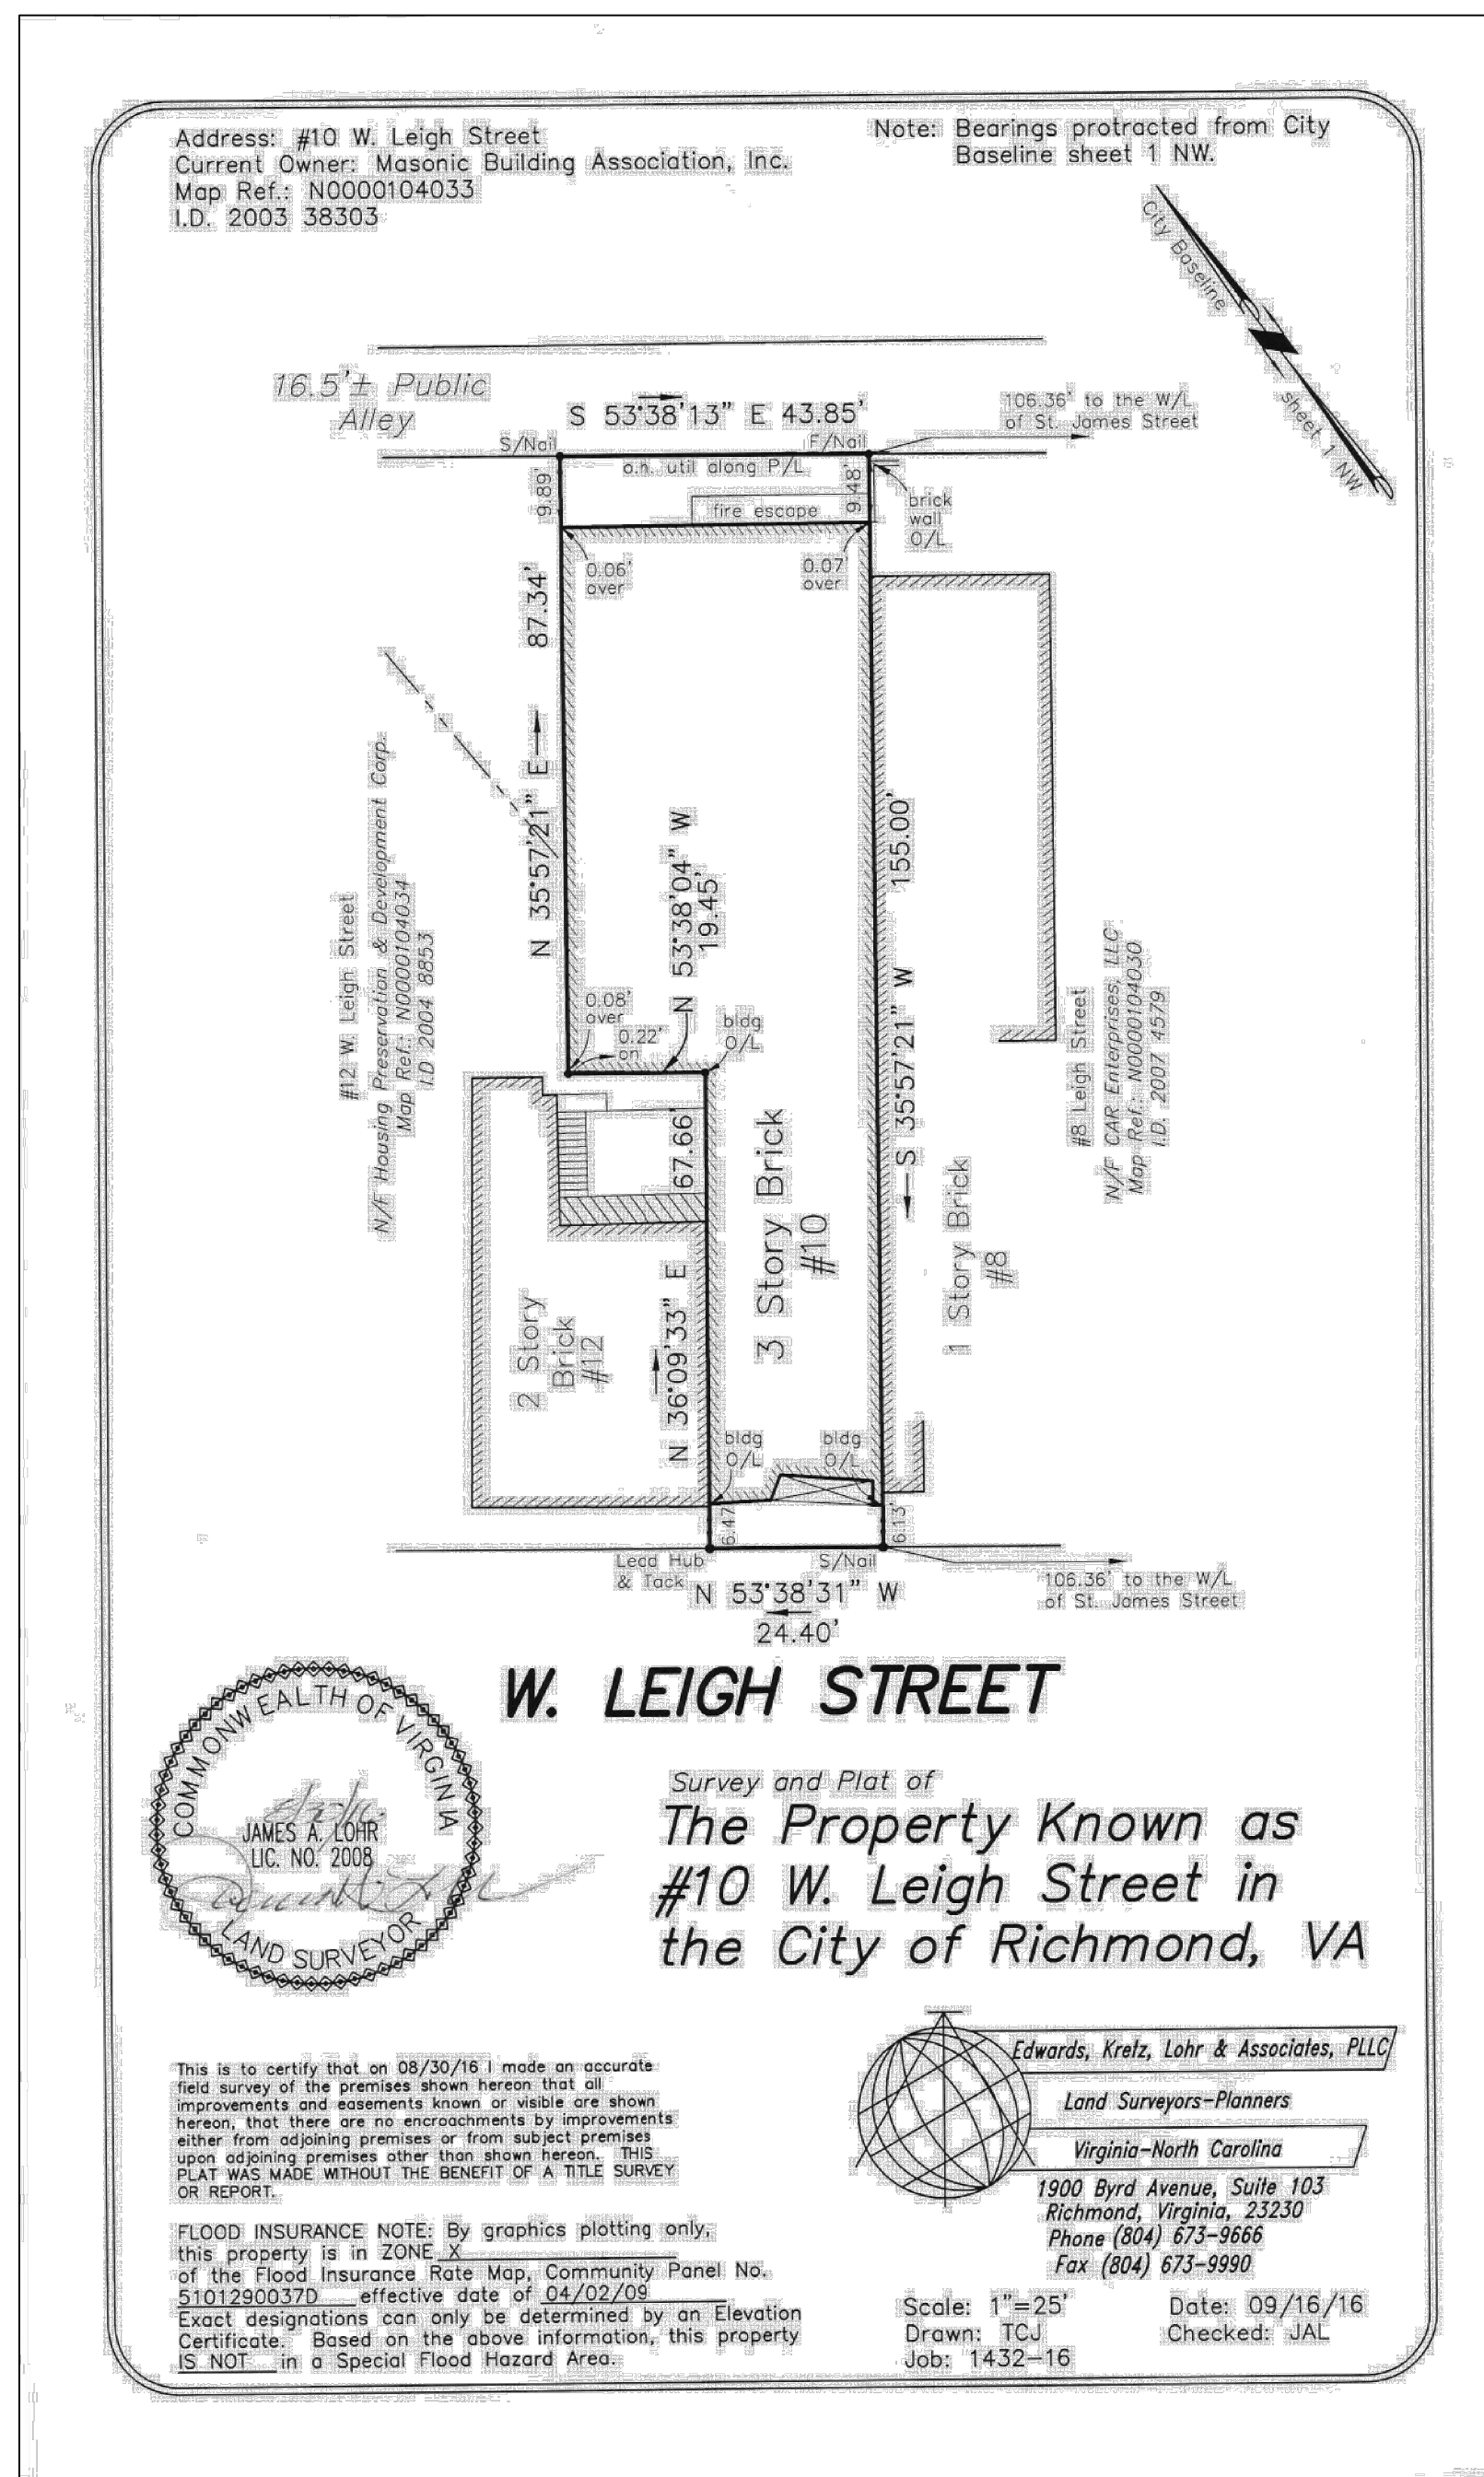 Address: #10 W. Leigh Street
Current Owner: Masonic Building Association, Inc.
Map Ref.: N0000104033
I.D. 2003 38303
Note: Bearings protracted from City
Baseline sheet 1 NW.
City Baseline
sheet 1 NW
16.5'± Public
Alley
S 53°38'13" E 43.85'
106.36' to the W/L
of St. James Street
S/Nail
F/Nail
o.h. util along P/L
9.89'
9.48'
fire escape
brick
wall
O/L
0.06'
over
0.07'
over
N 35°57'21" E 87.34'
N 53°38'04" W
19.45'
S 35°57'21" W 155.00'
#12 W. Leigh Street
N/F Housing Preservation & Development Corp.
Map Ref.: N0000104034
I.D 2004 8853
#8 Leigh Street
N/F CAR Enterprises, LLC
Map Ref.: N0000104030
I.D. 2007 4579
0.08'
over
0.22'
on
bldg
O/L
67.66'
N 36°09'33" E
3 Story Brick
#10
1 Story Brick
#8
2 Story
Brick
#12
bldg
O/L
bldg
O/L
6.47'
6.13'
Lead Hub
& Tack
S/Nail
N 53°38'31" W
24.40'
106.36' to the W/L
of St. James Street
W. LEIGH STREET
COMMONWEALTH OF VIRGINIA
JAMES A. LOHR
LIC. NO. 2008
LAND SURVEYOR
Survey and Plat of
The Property Known as
#10 W. Leigh Street in
the City of Richmond, VA
This is to certify that on 08/30/16 I made an accurate
field survey of the premises shown hereon that all
improvements and easements known or visible are shown
hereon, that there are no encroachments by improvements
either from adjoining premises or from subject premises
upon adjoining premises other than shown hereon. THIS
PLAT WAS MADE WITHOUT THE BENEFIT OF A TITLE SURVEY
OR REPORT.
FLOOD INSURANCE NOTE: By graphics plotting only,
this property is in ZONE X
of the Flood Insurance Rate Map, Community Panel No.
5101290037D effective date of 04/02/09
Exact designations can only be determined by an Elevation
Certificate. Based on the above information, this property
IS NOT in a Special Flood Hazard Area.
Edwards, Kretz, Lohr & Associates, PLLC
Land Surveyors-Planners
Virginia-North Carolina
1900 Byrd Avenue, Suite 103
Richmond, Virginia, 23230
Phone (804) 673-9666
Fax (804) 673-9990
Scale: 1"=25'
Date: 09/16/16
Drawn: TCJ
Checked: JAL
Job: 1432-16